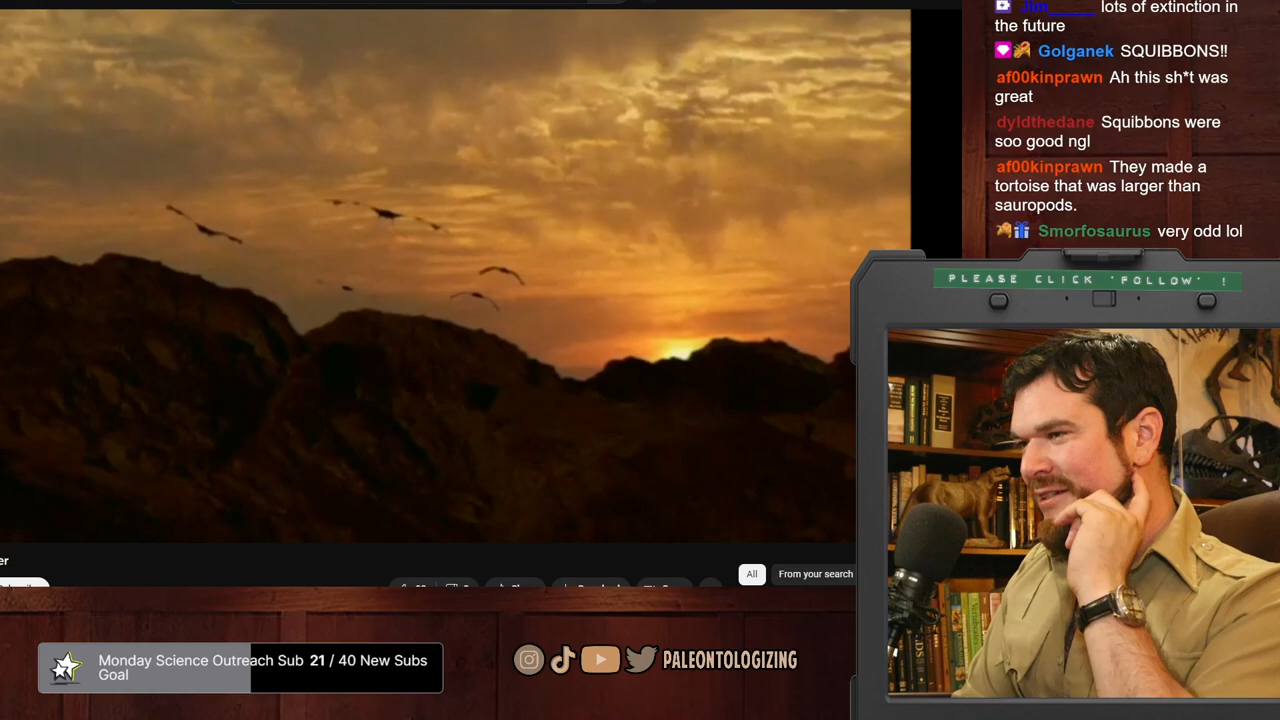 Jim_____ lots of extinction in
the future
Golganek SQUIBBONS!!
af00kinprawn Ah this sh*t was
great
dyldthedane Squibbons were
soo good ngl
af00kinprawn They made a
tortoise that was larger than
sauropods.
Smorfosaurus very odd lol
PLEASE CLICK 'FOLLOW' !
er
All
From your search
Monday Science Outreach Sub 21 / 40 New Subs
Goal
PALEONTOLOGIZING